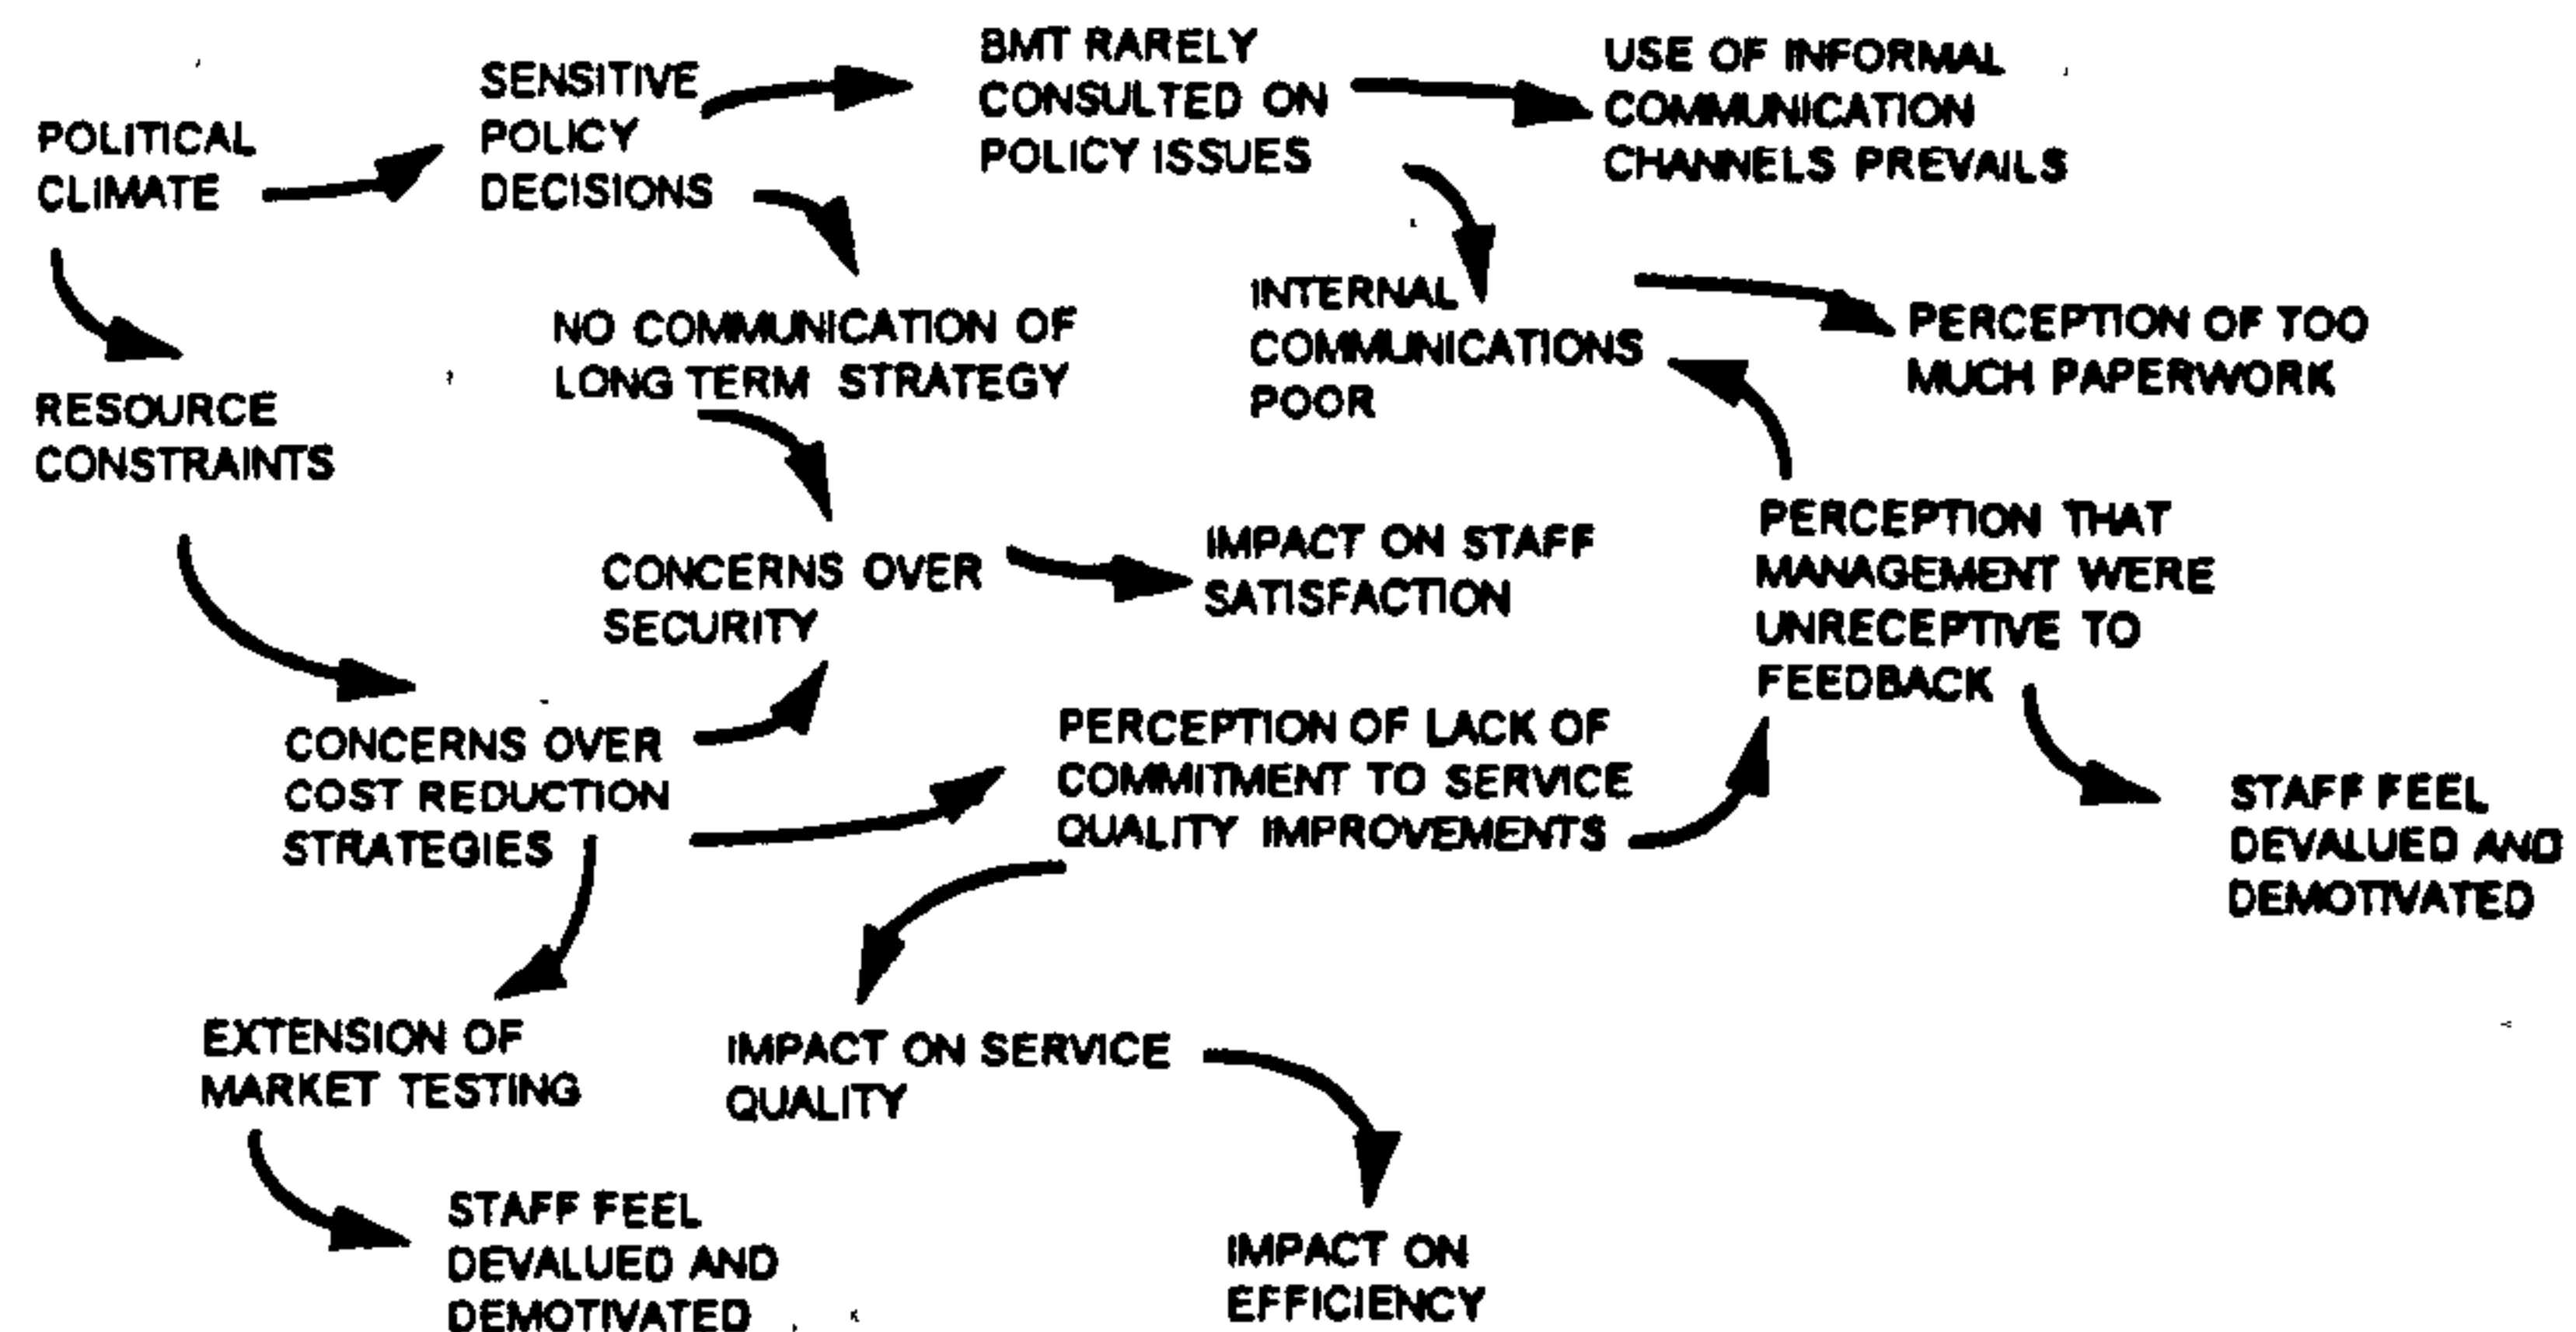 POLITICAL
CLIMATE
SENSITIVE
POLICY
DECISIONS
BMT RARELY
CONSULTED ON
POLICY ISSUES
USE OF INFORMAL
COMMUNICATION
CHANNELS PREVAILS
RESOURCE
CONSTRAINTS
NO COMMUNICATION OF
LONG TERM STRATEGY
INTERNAL
COMMUNICATIONS
POOR
PERCEPTION OF TOO
MUCH PAPERWORK
CONCERNS OVER
SECURITY
IMPACT ON STAFF
SATISFACTION
PERCEPTION THAT
MANAGEMENT WERE
UNRECEPTIVE TO
FEEDBACK
CONCERNS OVER
COST REDUCTION
STRATEGIES
PERCEPTION OF LACK OF
COMMITMENT TO SERVICE
QUALITY IMPROVEMENTS
STAFF FEEL
DEVALUED AND
DEMOTIVATED
EXTENSION OF
MARKET TESTING
IMPACT ON SERVICE
QUALITY
STAFF FEEL
DEVALUED AND
DEMOTIVATED
IMPACT ON
EFFICIENCY